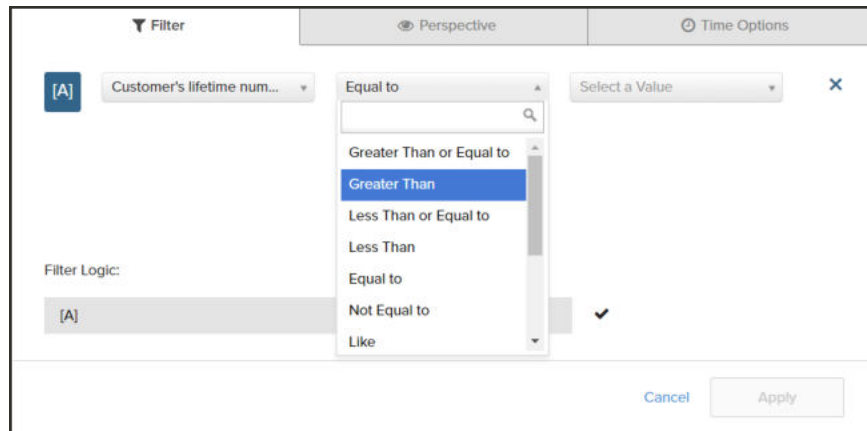 Filter
Perspective
Time Options
[A]
Customer's lifetime num...
Equal to
Select a Value
Greater Than or Equal to
Greater Than
Less Than or Equal to
Less Than
Equal to
Not Equal to
Like
Filter Logic:
[A]
Cancel
Apply